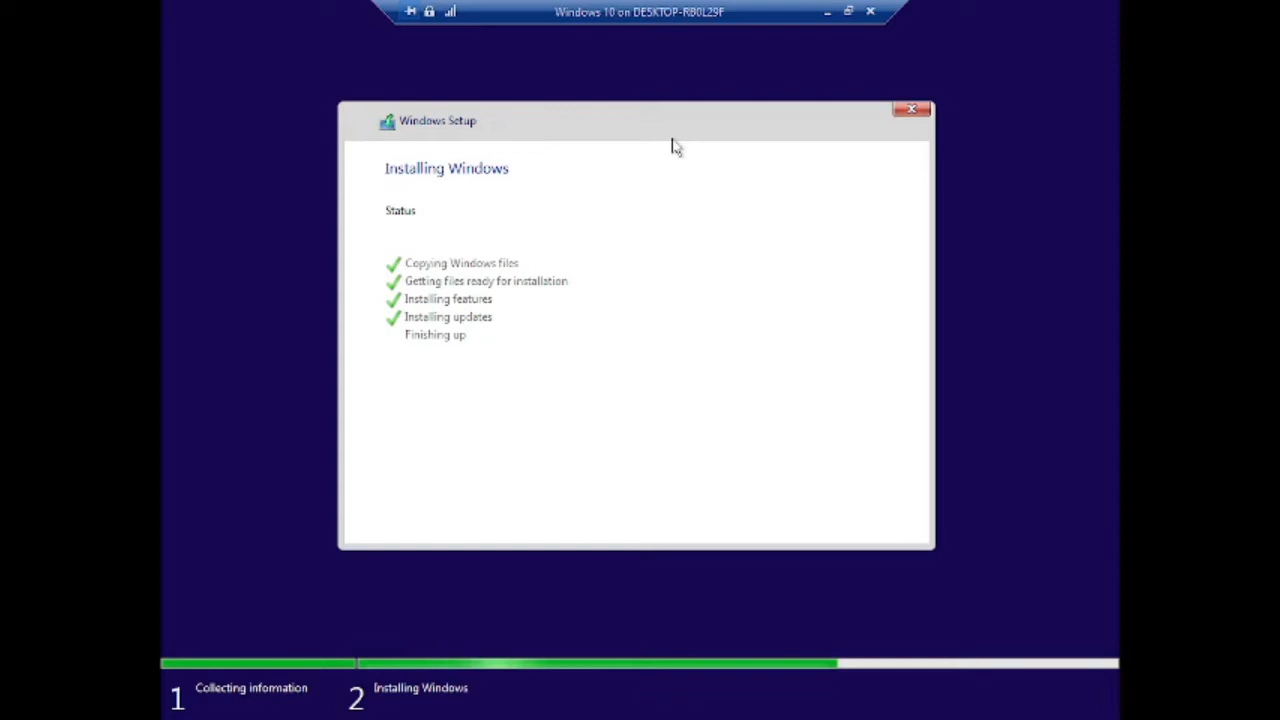 Windows 10 on DESKTOP-RB0L29F
Windows Setup
Installing Windows
Status
Copying Windows files
Getting files ready for installation
Installing features
Installing updates
Finishing up
1 Collecting information
2 Installing Windows